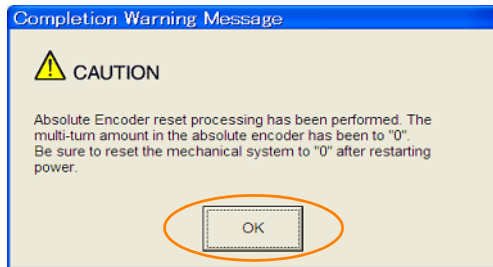 Completion Warning Message
CAUTION
Absolute Encoder reset processing has been performed. The
multi-turn amount in the absolute encoder has been to "0".
Be sure to reset the mechanical system to "0" after restarting
power.
OK